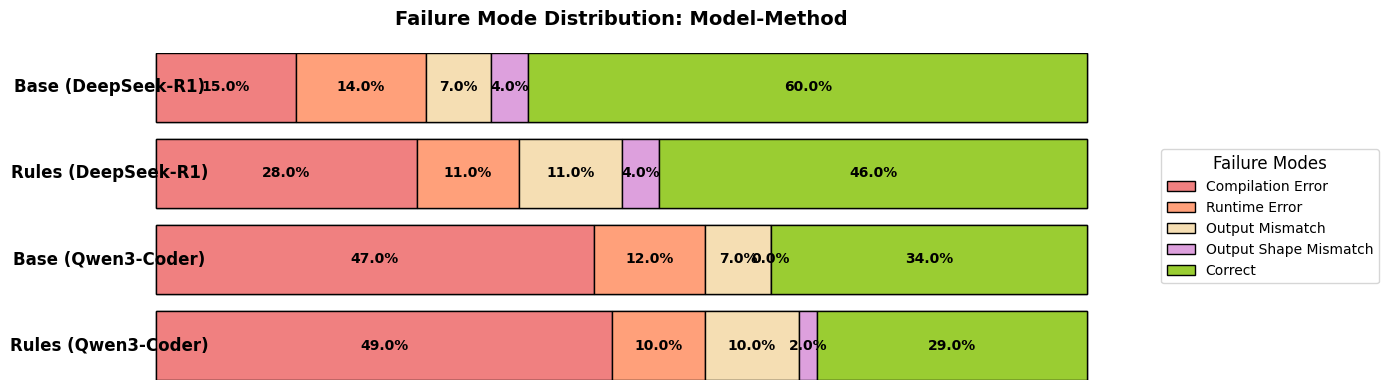 Failure Mode Distribution: Model-Method
Base (DeepSeek-R1) 15.0% 14.0% 7.0% 4.0% 60.0%
Rules (DeepSeek-R1) 28.0% 11.0% 11.0% 4.0% 46.0%
Base (Qwen3-Coder) 47.0% 12.0% 7.0% 0.0% 34.0%
Rules (Qwen3-Coder) 49.0% 10.0% 10.0% 2.0% 29.0%
Failure Modes
Compilation Error
Runtime Error
Output Mismatch
Output Shape Mismatch
Correct